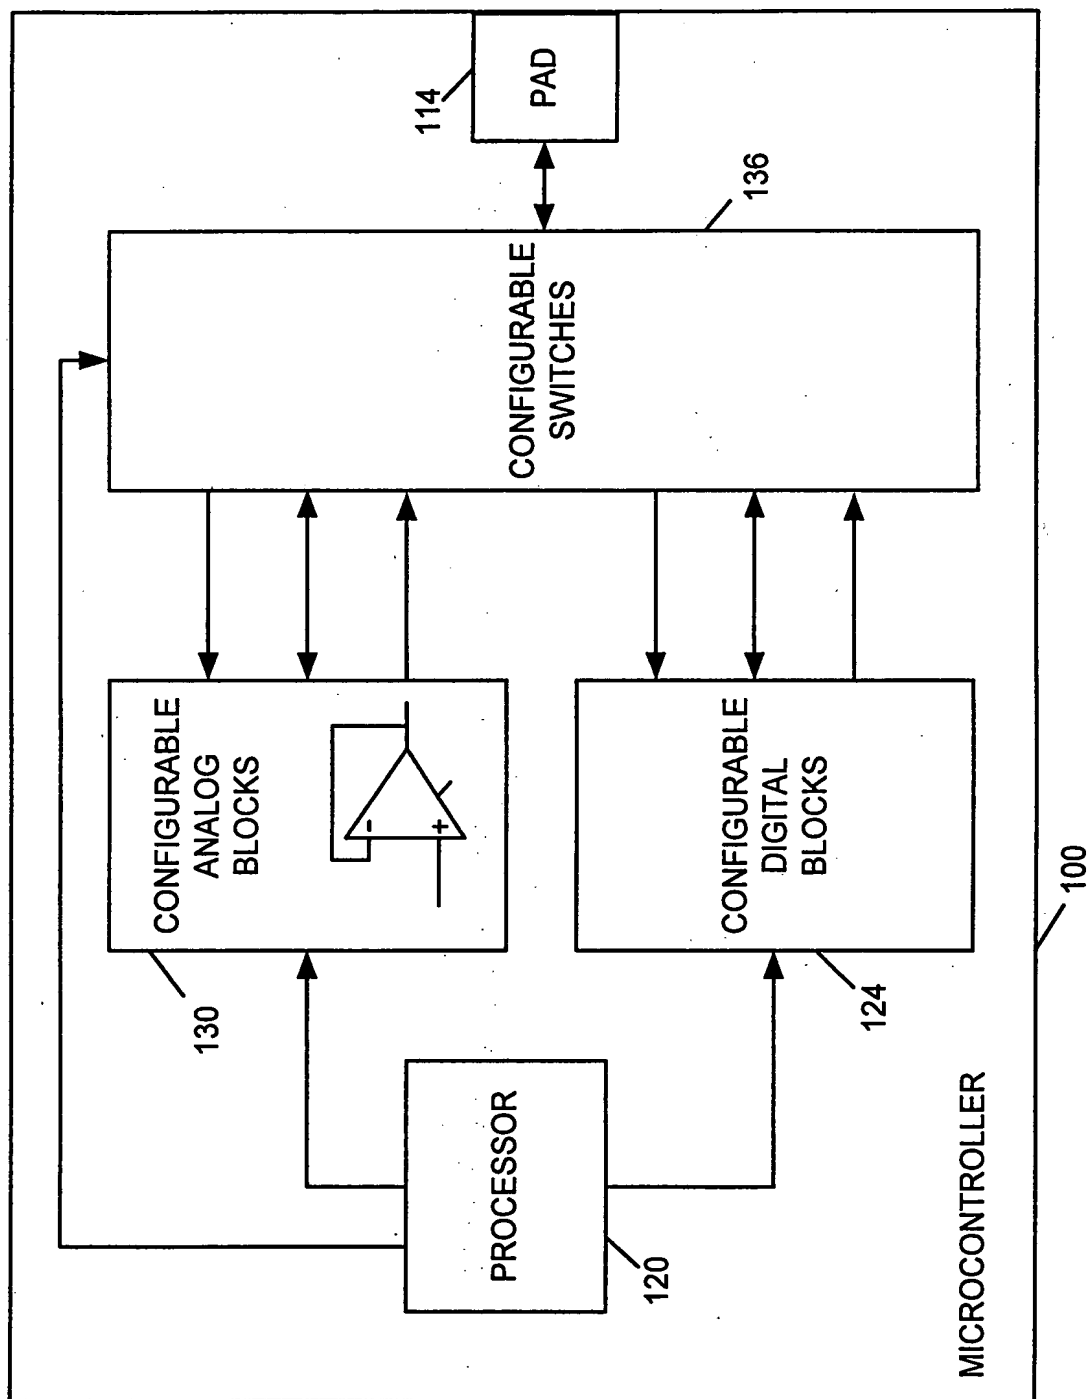 MICROCONTROLLER
100
PROCESSOR
120
CONFIGURABLE
ANALOG
BLOCKS
-
+
130
CONFIGURABLE
DIGITAL
BLOCKS
124
CONFIGURABLE
SWITCHES
136
PAD
114